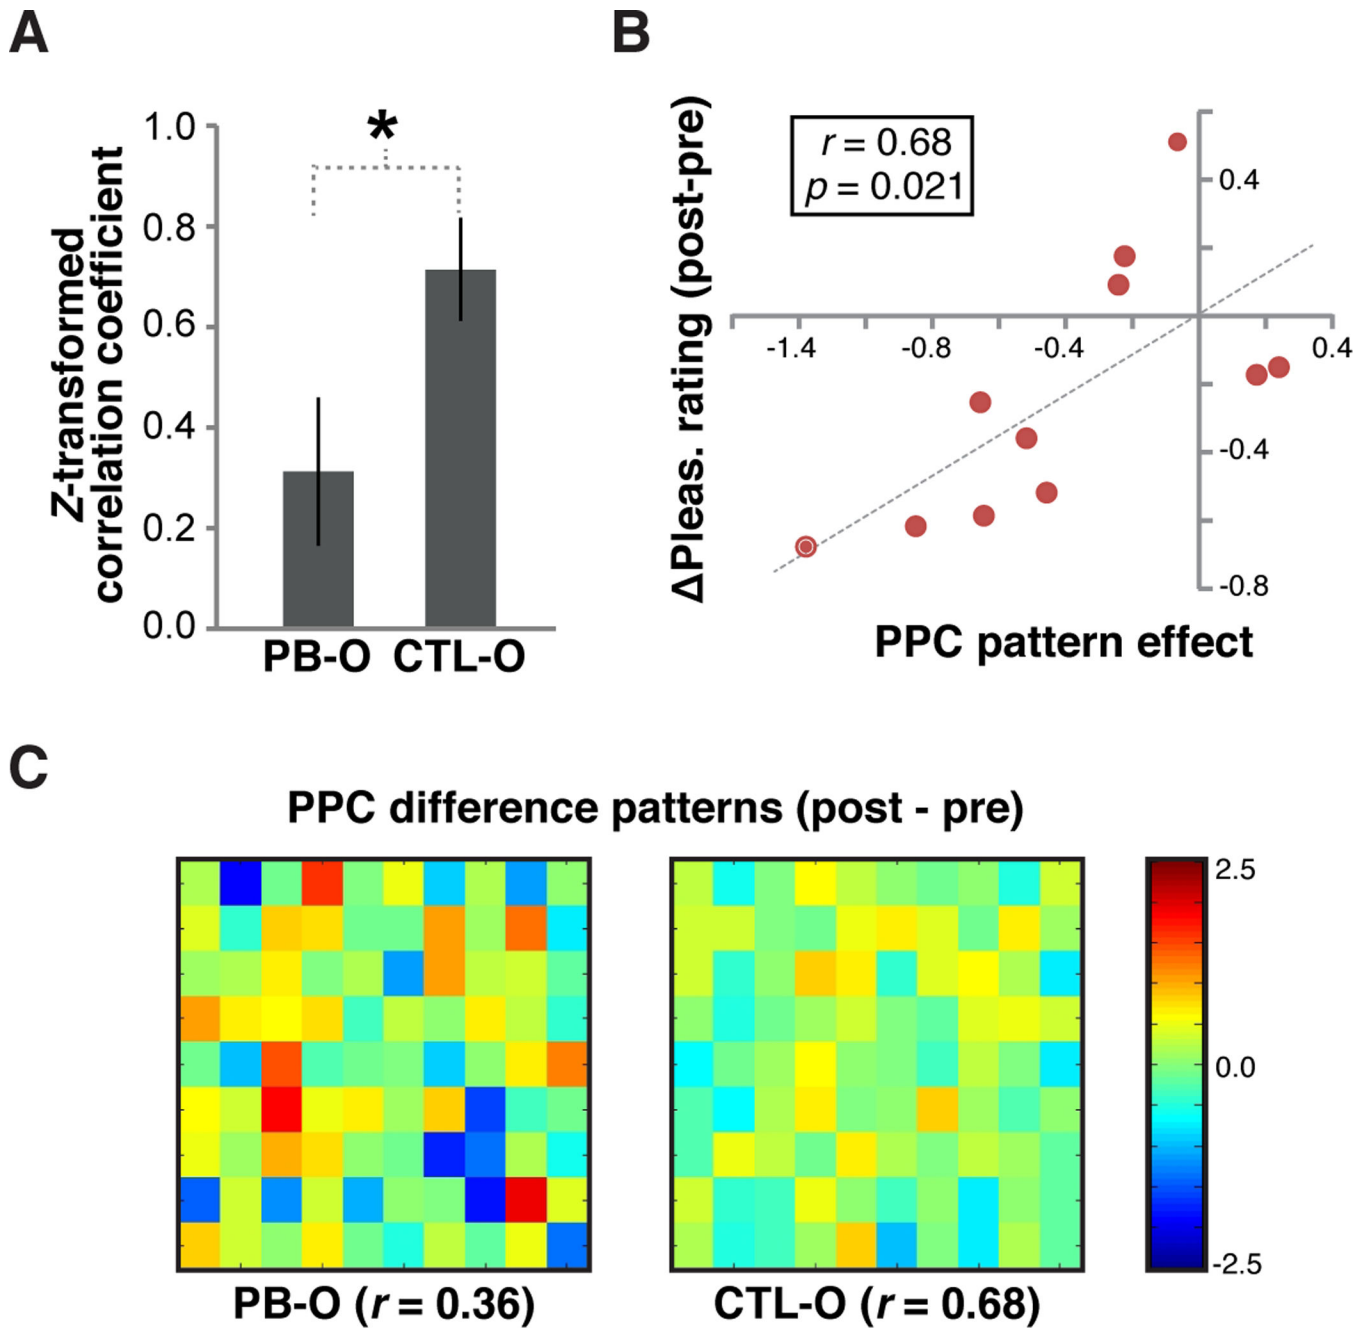 A
Z-transformed
correlation coefficient
1.0
0.8
0.6
0.4
0.2
0.0
*
PB-O CTL-O
B
ΔPleas. rating (post-pre)
r = 0.68
p = 0.021
0.4
-1.4 -0.8 -0.4 0.4
-0.4
-0.8
PPC pattern effect
C
PPC difference patterns (post - pre)
2.5
0.0
-2.5
PB-O (r = 0.36) CTL-O (r = 0.68)